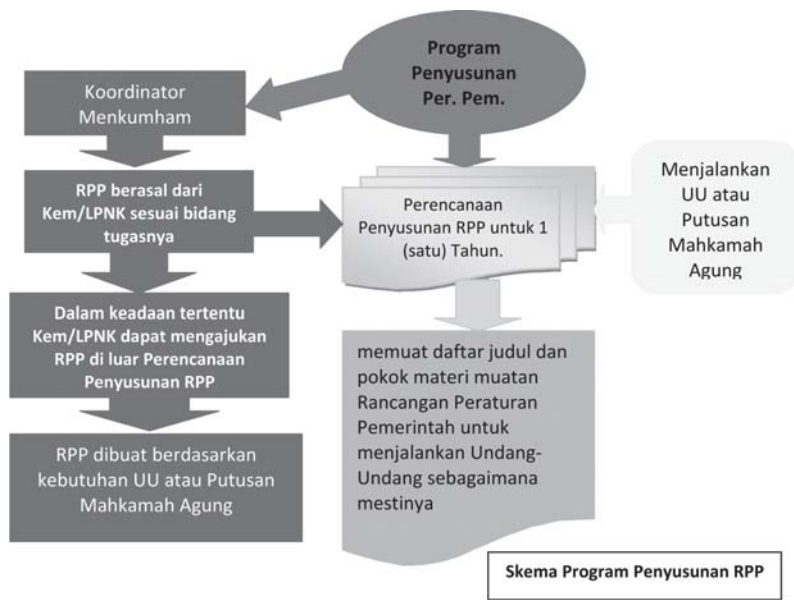 Program
Penyusunan
Per. Pem.
Koordinator
Menkumham
RPP berasal dari
Kem/LPNK sesuai bidang
tugasnya
Perencanaan
Penyusunan RPP untuk 1
(satu) Tahun.
Menjalankan
UU atau
Putusan
Mahkamah
Agung
Dalam keadaan tertentu
Kem/LPNK dapat mengajukan
RPP di luar Perencanaan
Penyusunan RPP
memuat daftar judul dan
pokok materi muatan
Rancangan Peraturan
Pemerintah untuk
menjalankan Undang-
Undang sebagaimana
mestinya
RPP dibuat berdasarkan
kebutuhan UU atau Putusan
Mahkamah Agung
Skema Program Penyusunan RPP